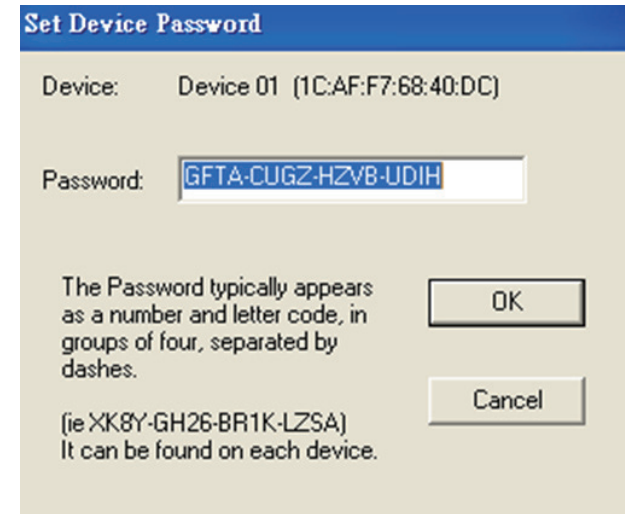 Set Device Password
Device: Device 01 (1C:AF:F7:68:40:DC)
Password: GFTA-CUGZ-HZVB-UDIH
The Password typically appears
as a number and letter code, in
groups of four, separated by
dashes.
OK
(ie XK8Y-GH26-BR1K-LZSA)
It can be found on each device.
Cancel